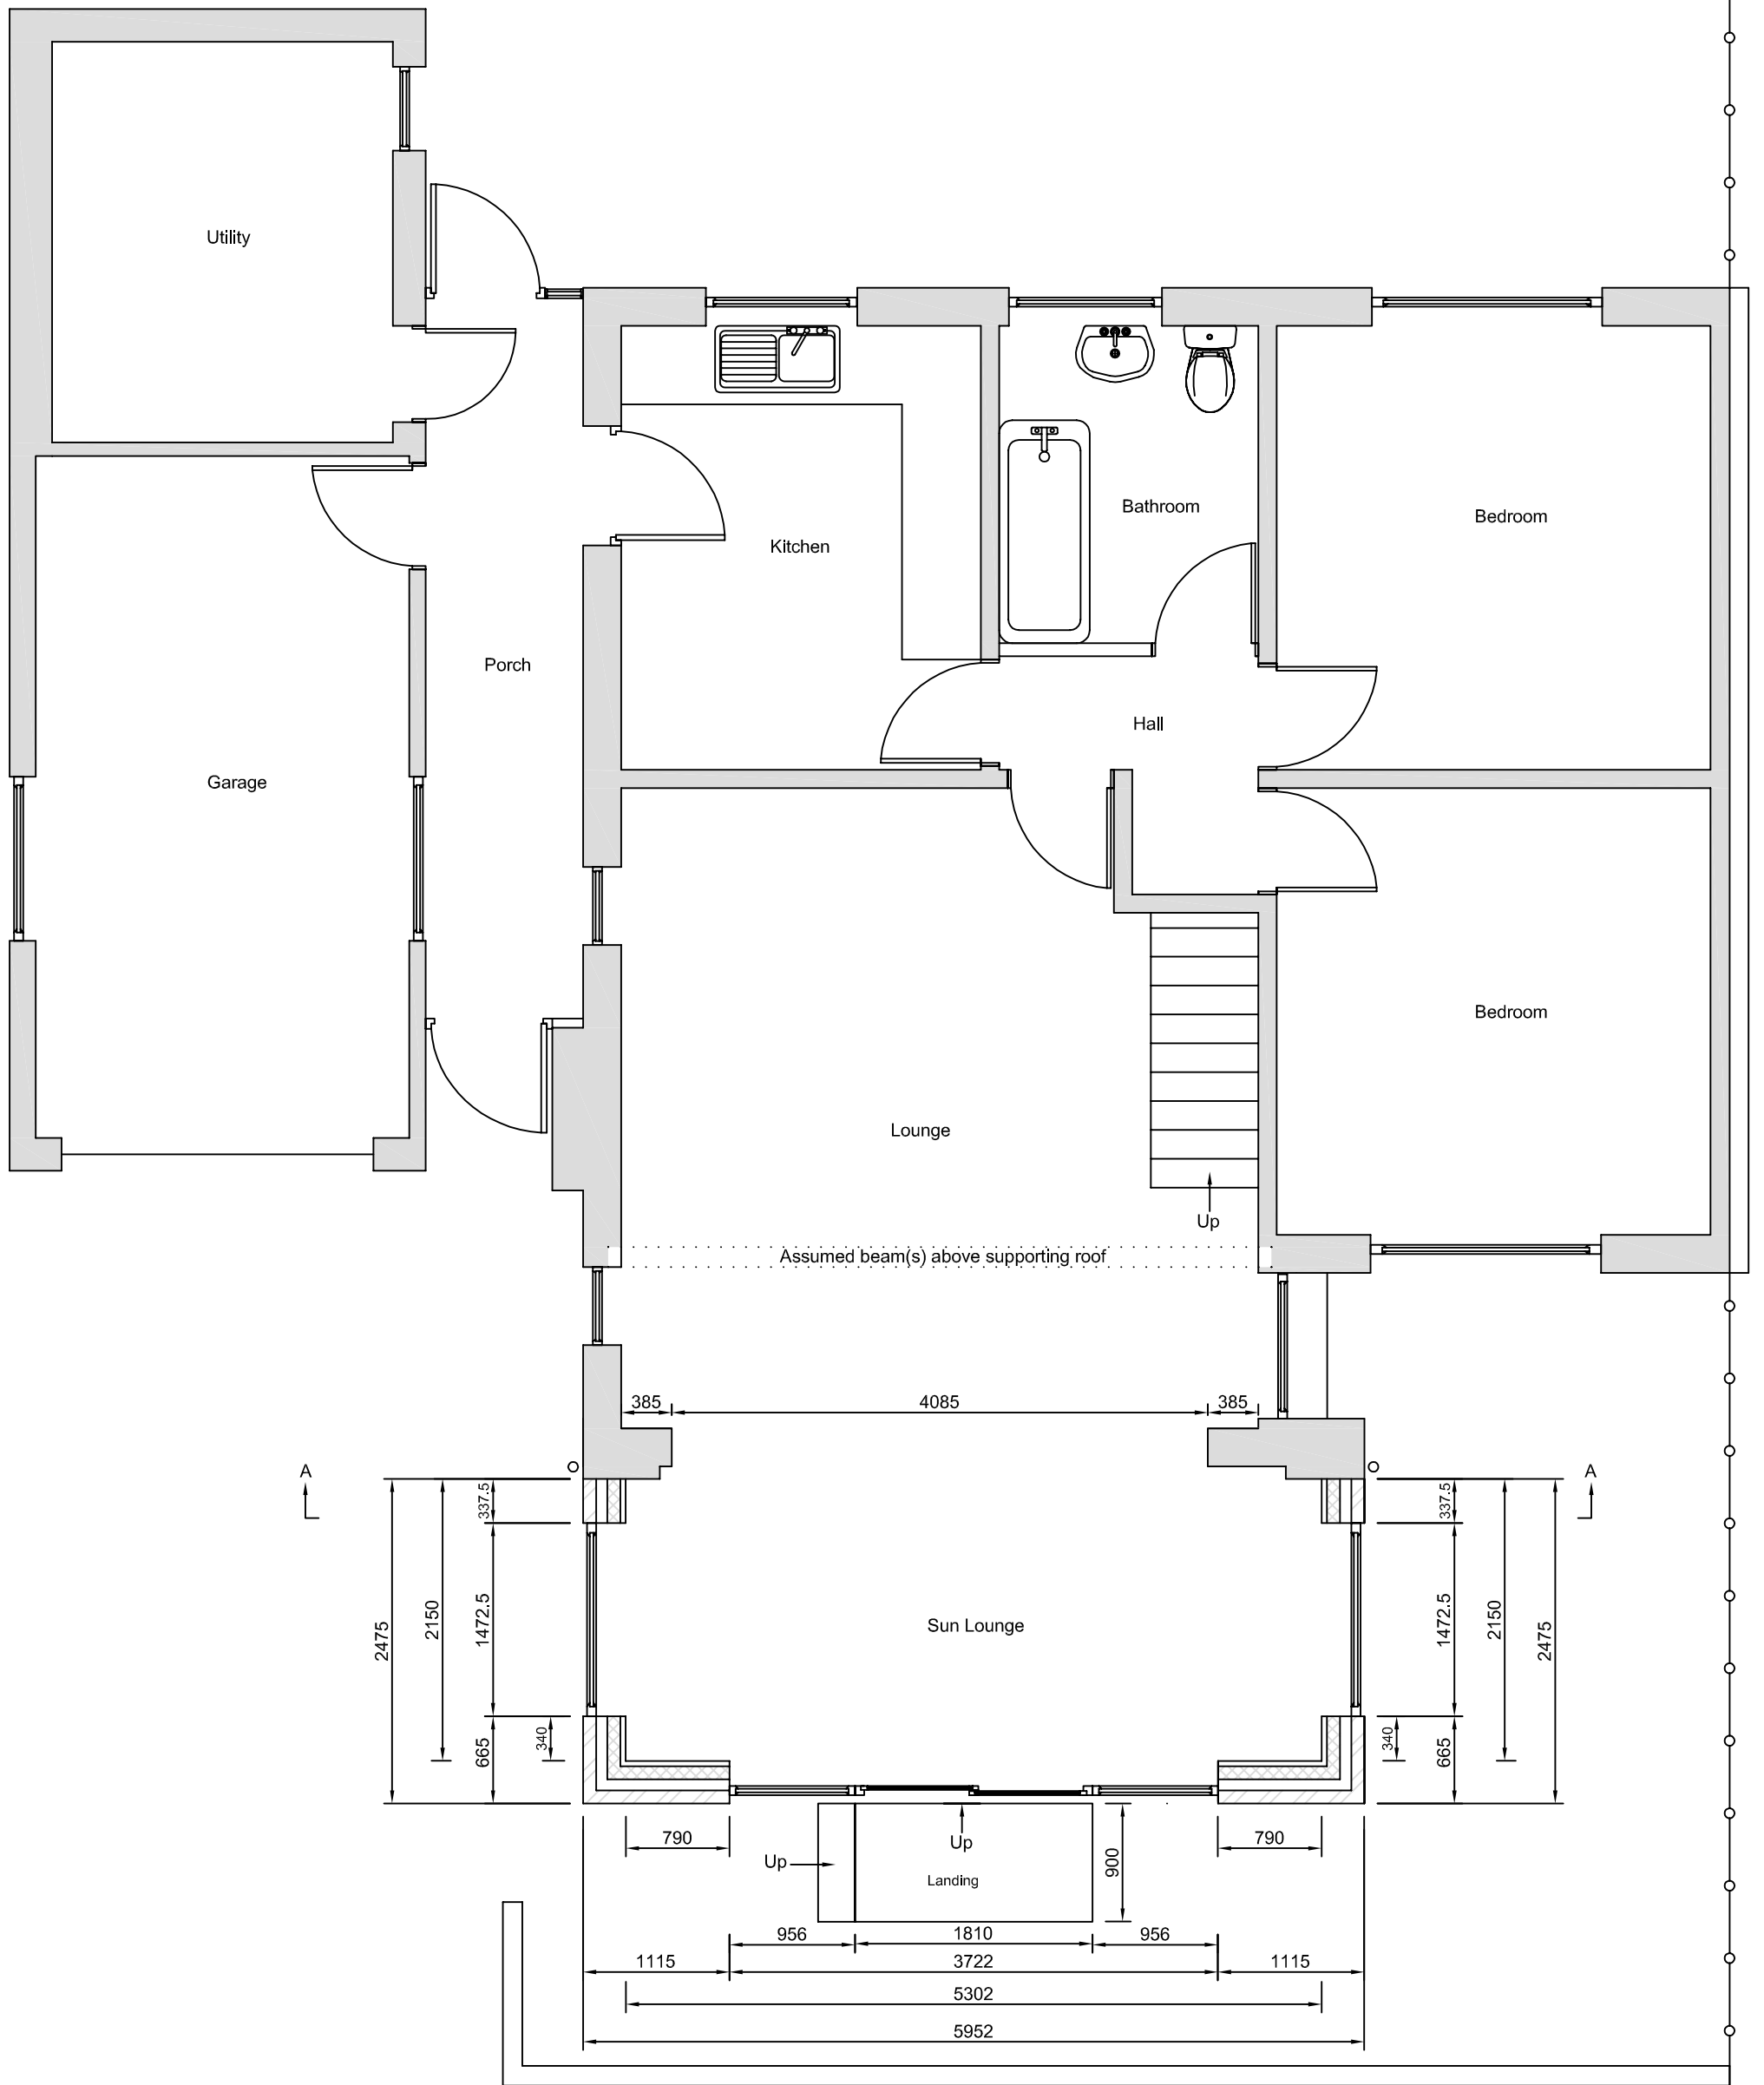 Utility
Bathroom
Bedroom
Kitchen
Porch
Hall
Garage
Bedroom
Lounge
Up
Assumed beam(s) above supporting roof
385
4085
385
A
A
337.5
337.5
2475
2150
1472.5
Sun Lounge
1472.5
2150
2475
665
340
340
665
790
Up
790
Up
900
Landing
956
1810
956
1115
3722
1115
5302
5952